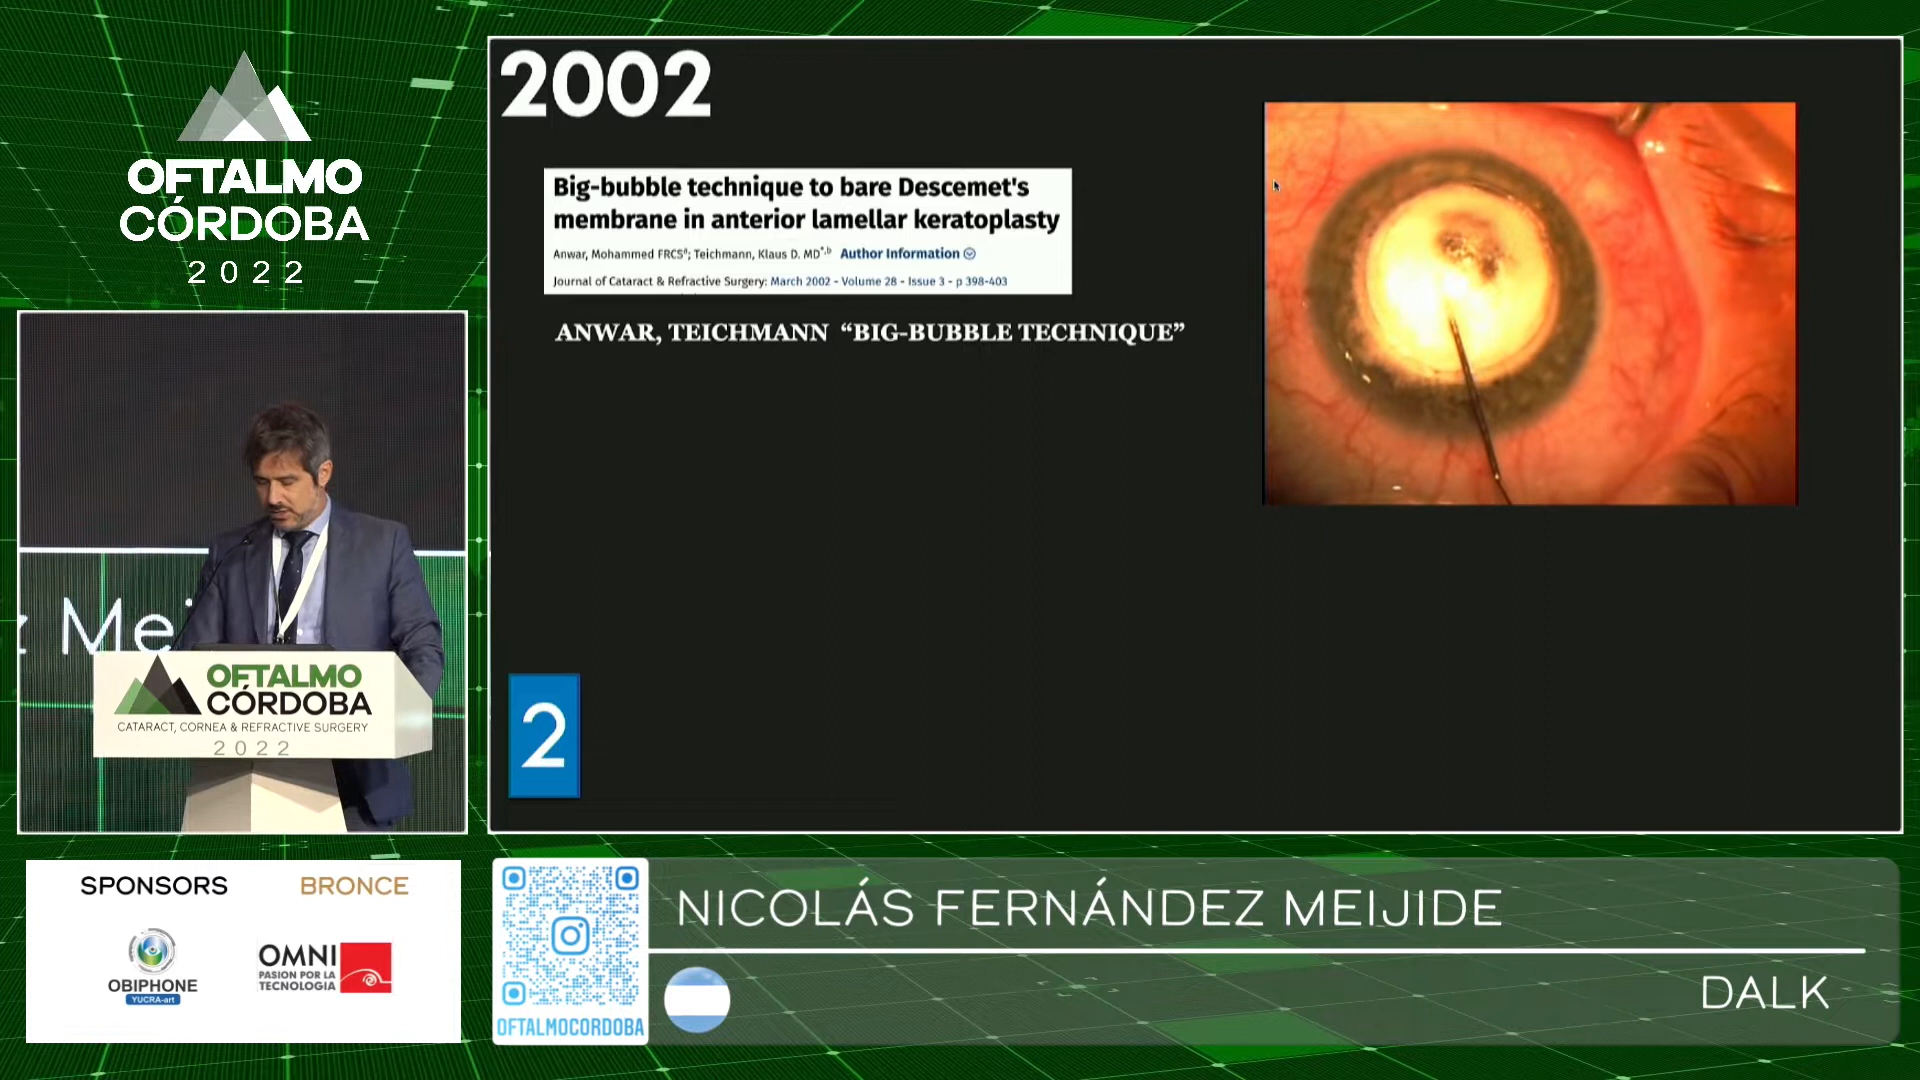 OFTALMO
CÓRDOBA
2022
2002
Big-bubble technique to bare Descemet's
membrane in anterior lamellar keratoplasty
Anwar, Mohammed FRCSa; Teichmann, Klaus D. MD*,b Author Information
Journal of Cataract & Refractive Surgery: March 2002 - Volume 28 - Issue 3 - p 398-403
ANWAR, TEICHMANN “BIG-BUBBLE TECHNIQUE”
2
z Mei
OFTALMO
CÓRDOBA
CATARACT, CORNEA & REFRACTIVE SURGERY
2022
SPONSORS BRONCE
OBIPHONE
YUCRA-art
OMNI
PASION POR LA
TECNOLOGIA
OFTALMOCORDOBA
NICOLÁS FERNÁNDEZ MEIJIDE
DALK